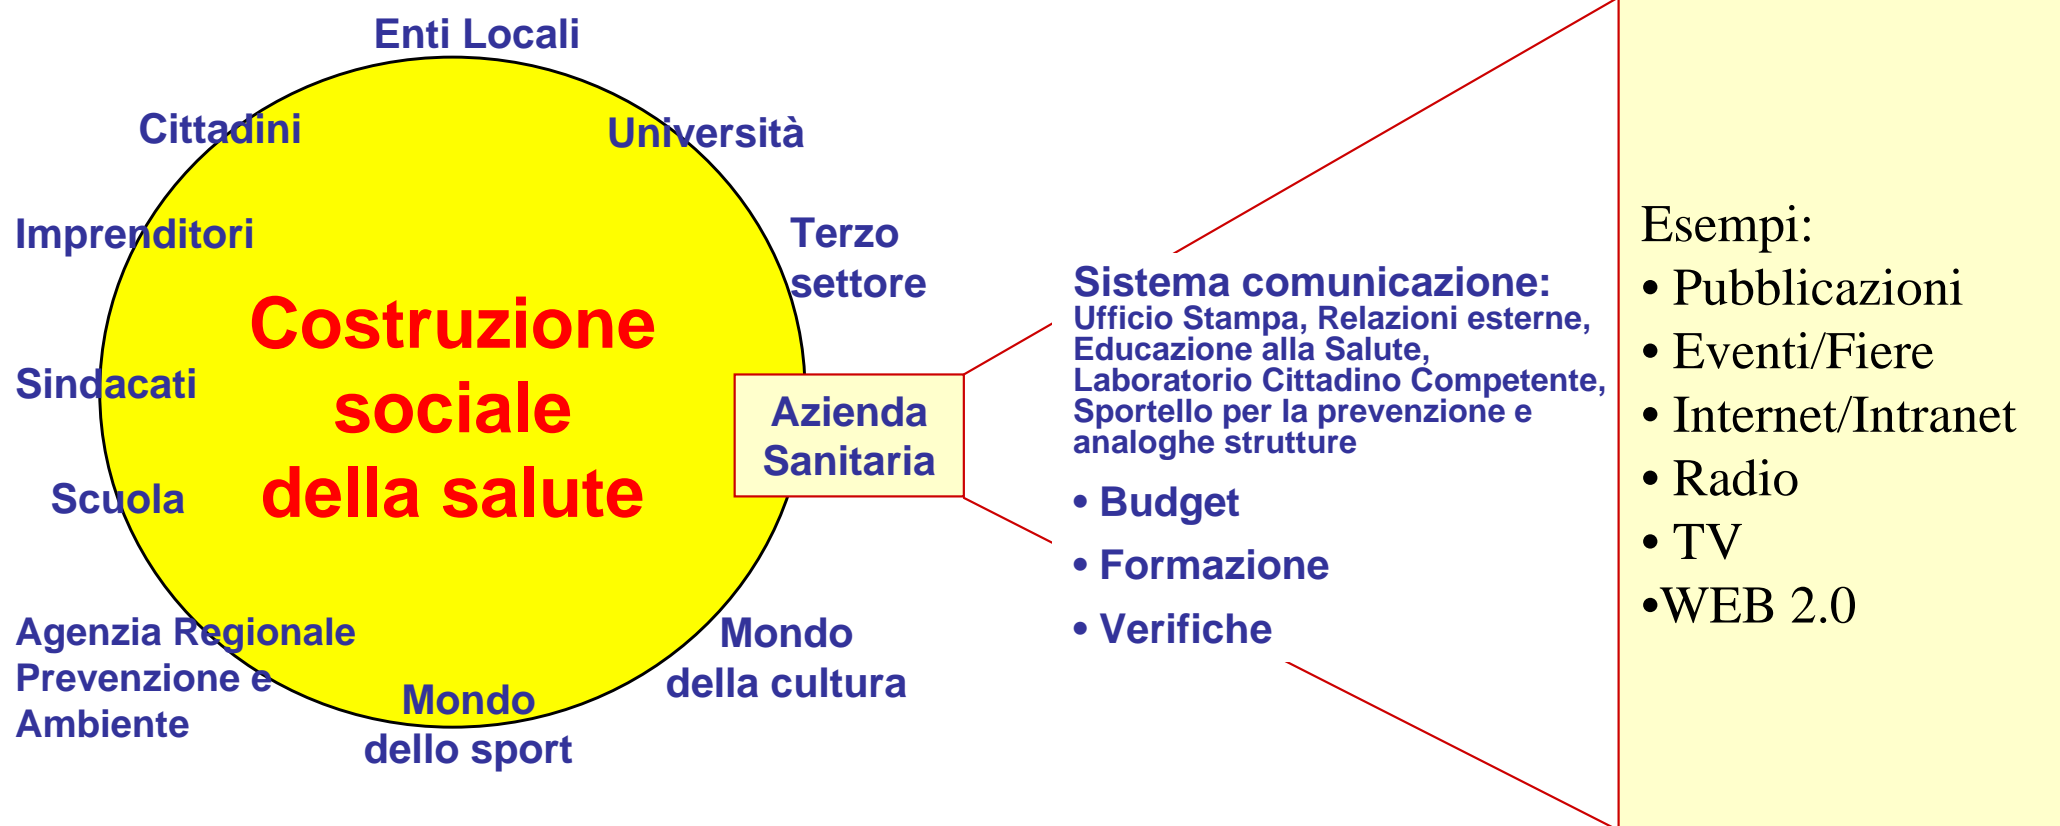 Enti Locali
Cittadini
Università
Imprenditori
Terzo
settore
Costruzione
sociale
della salute
Sindacati
Azienda
Sanitaria
Scuola
Agenzia Regionale
Prevenzione e
Ambiente
Mondo
dello sport
Mondo
della cultura
Sistema comunicazione:
Ufficio Stampa, Relazioni esterne,
Educazione alla Salute,
Laboratorio Cittadino Competente,
Sportello per la prevenzione e
analoghe strutture
• Budget
• Formazione
• Verifiche
Esempi:
• Pubblicazioni
• Eventi/Fiere
• Internet/Intranet
• Radio
• TV
•WEB 2.0